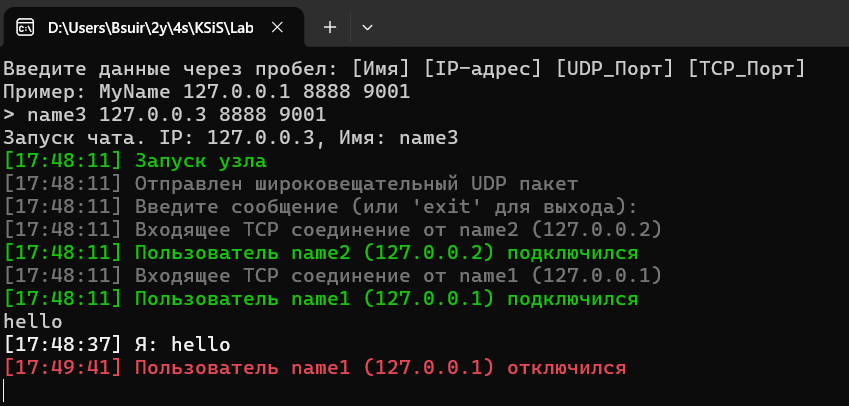 D:\Users\Bsuir\2y\4s\KSiS\Lab
Введите данные через пробел: [Имя] [IP-адрес] [UDP_Порт] [TCP_Порт]
Пример: MyName 127.0.0.1 8888 9001
> name3 127.0.0.3 8888 9001
Запуск чата. IP: 127.0.0.3, Имя: name3
[17:48:11] Запуск узла
[17:48:11] Отправлен широковещательный UDP пакет
[17:48:11] Введите сообщение (или 'exit' для выхода):
[17:48:11] Входящее TCP соединение от name2 (127.0.0.2)
[17:48:11] Пользователь name2 (127.0.0.2) подключился
[17:48:11] Входящее TCP соединение от name1 (127.0.0.1)
[17:48:11] Пользователь name1 (127.0.0.1) подключился
hello
[17:48:37] Я: hello
[17:49:41] Пользователь name1 (127.0.0.1) отключился